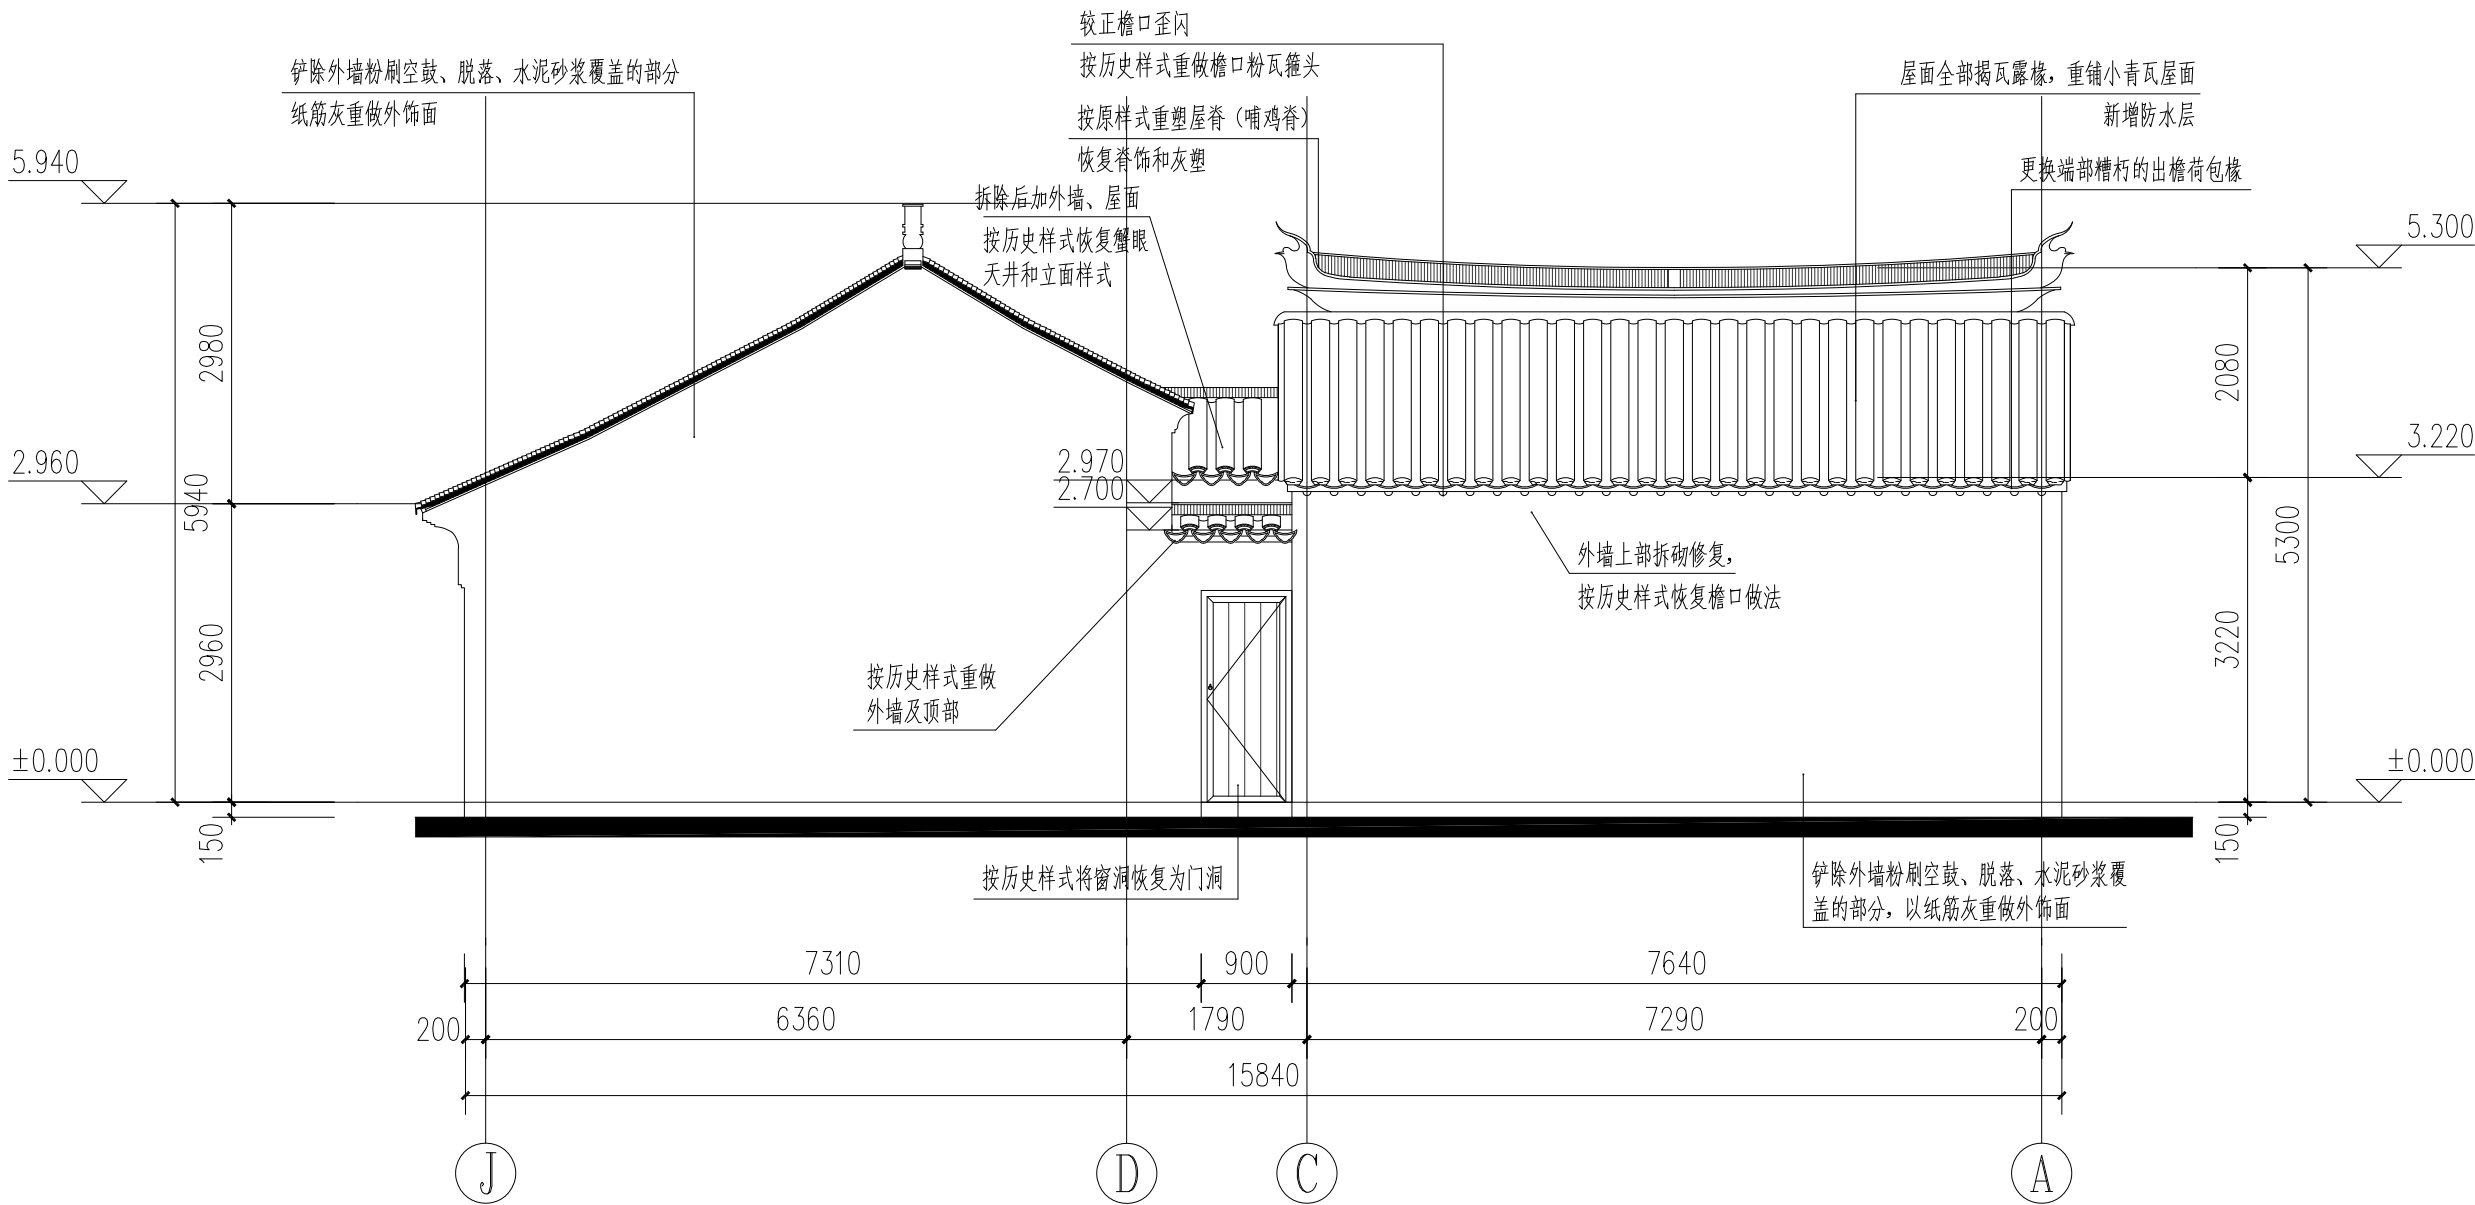 较正檐口歪闪
按历史样式重做檐口粉瓦箍头
铲除外墙粉刷空鼓、脱落、水泥砂浆覆盖的部分
纸筋灰重做外饰面
屋面全部揭瓦露椽，重铺小青瓦屋面
新增防水层
按原样式重塑屋脊（哺鸡脊）
恢复脊饰和灰塑
更换端部糟朽的出檐荷包椽
拆除后加外墙、屋面
按历史样式恢复蟹眼
天井和立面样式
5.940
5.300
2980
2080
2.960
2.970
2.700
3.220
5940
5300
外墙上部拆砌修复，
按历史样式恢复檐口做法
2960
3220
按历史样式重做
外墙及顶部
±0.000
±0.000
150
150
按历史样式将窗洞恢复为门洞
铲除外墙粉刷空鼓、脱落、水泥砂浆覆
盖的部分，以纸筋灰重做外饰面
7310
900
7640
200
6360
1790
7290
200
15840
J
D
C
A